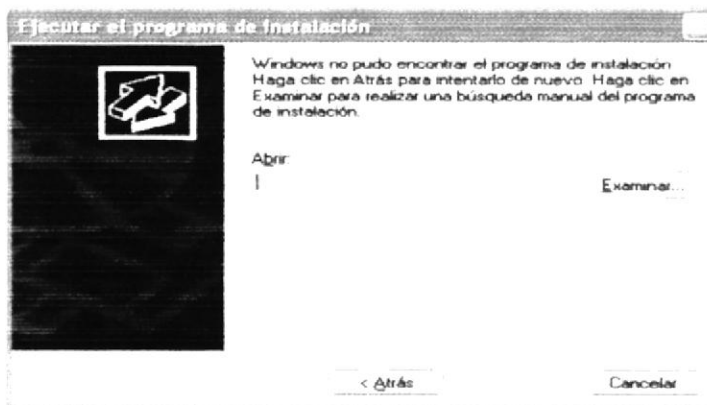 Ejecutar el programa de instalación
Windows no pudo encontrar el programa de instalación
Haga clic en Atrás para intentarlo de nuevo. Haga clic en
Examinar para realizar una búsqueda manual del programa
de instalación.
Abrir:
Examinar...
< Atrás
Cancelar